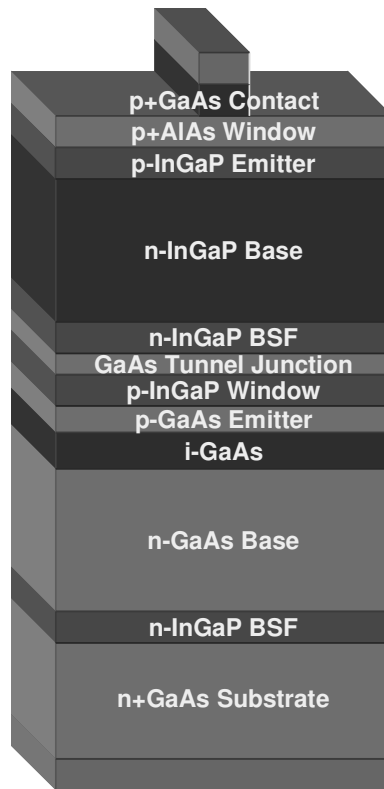 p+GaAs Contact
p+AlAs Window
p-InGaP Emitter
n-InGaP Base
n-InGaP BSF
GaAs Tunnel Junction
p-InGaP Window
p-GaAs Emitter
i-GaAs
n-GaAs Base
n-InGaP BSF
n+GaAs Substrate